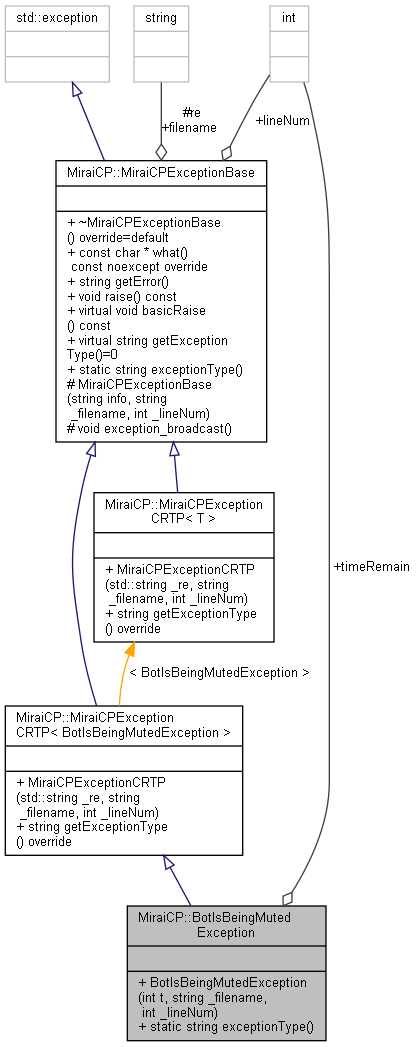 std::exception
string
int
#re
+filename
+lineNum
MiraiCP::MiraiCPExceptionBase
+ ~MiraiCPExceptionBase
() override=default
+ const char * what()
const noexcept override
+ string getError()
+ void raise() const
+ virtual void basicRaise
() const
+ virtual string getException
Type()=0
+ static string exceptionType()
# MiraiCPExceptionBase
(string info, string
_filename, int _lineNum)
# void exception_broadcast()
MiraiCP::MiraiCPException
CRTP< T >
+ MiraiCPExceptionCRTP
(std::string _re, string
_filename, int _lineNum)
+ string getExceptionType
() override
+timeRemain
< BotIsBeingMutedException >
MiraiCP::MiraiCPException
CRTP< BotIsBeingMutedException >
+ MiraiCPExceptionCRTP
(std::string _re, string
_filename, int _lineNum)
+ string getExceptionType
() override
MiraiCP::BotIsBeingMuted
Exception
+ BotIsBeingMutedException
(int t, string _filename,
int _lineNum)
+ static string exceptionType()